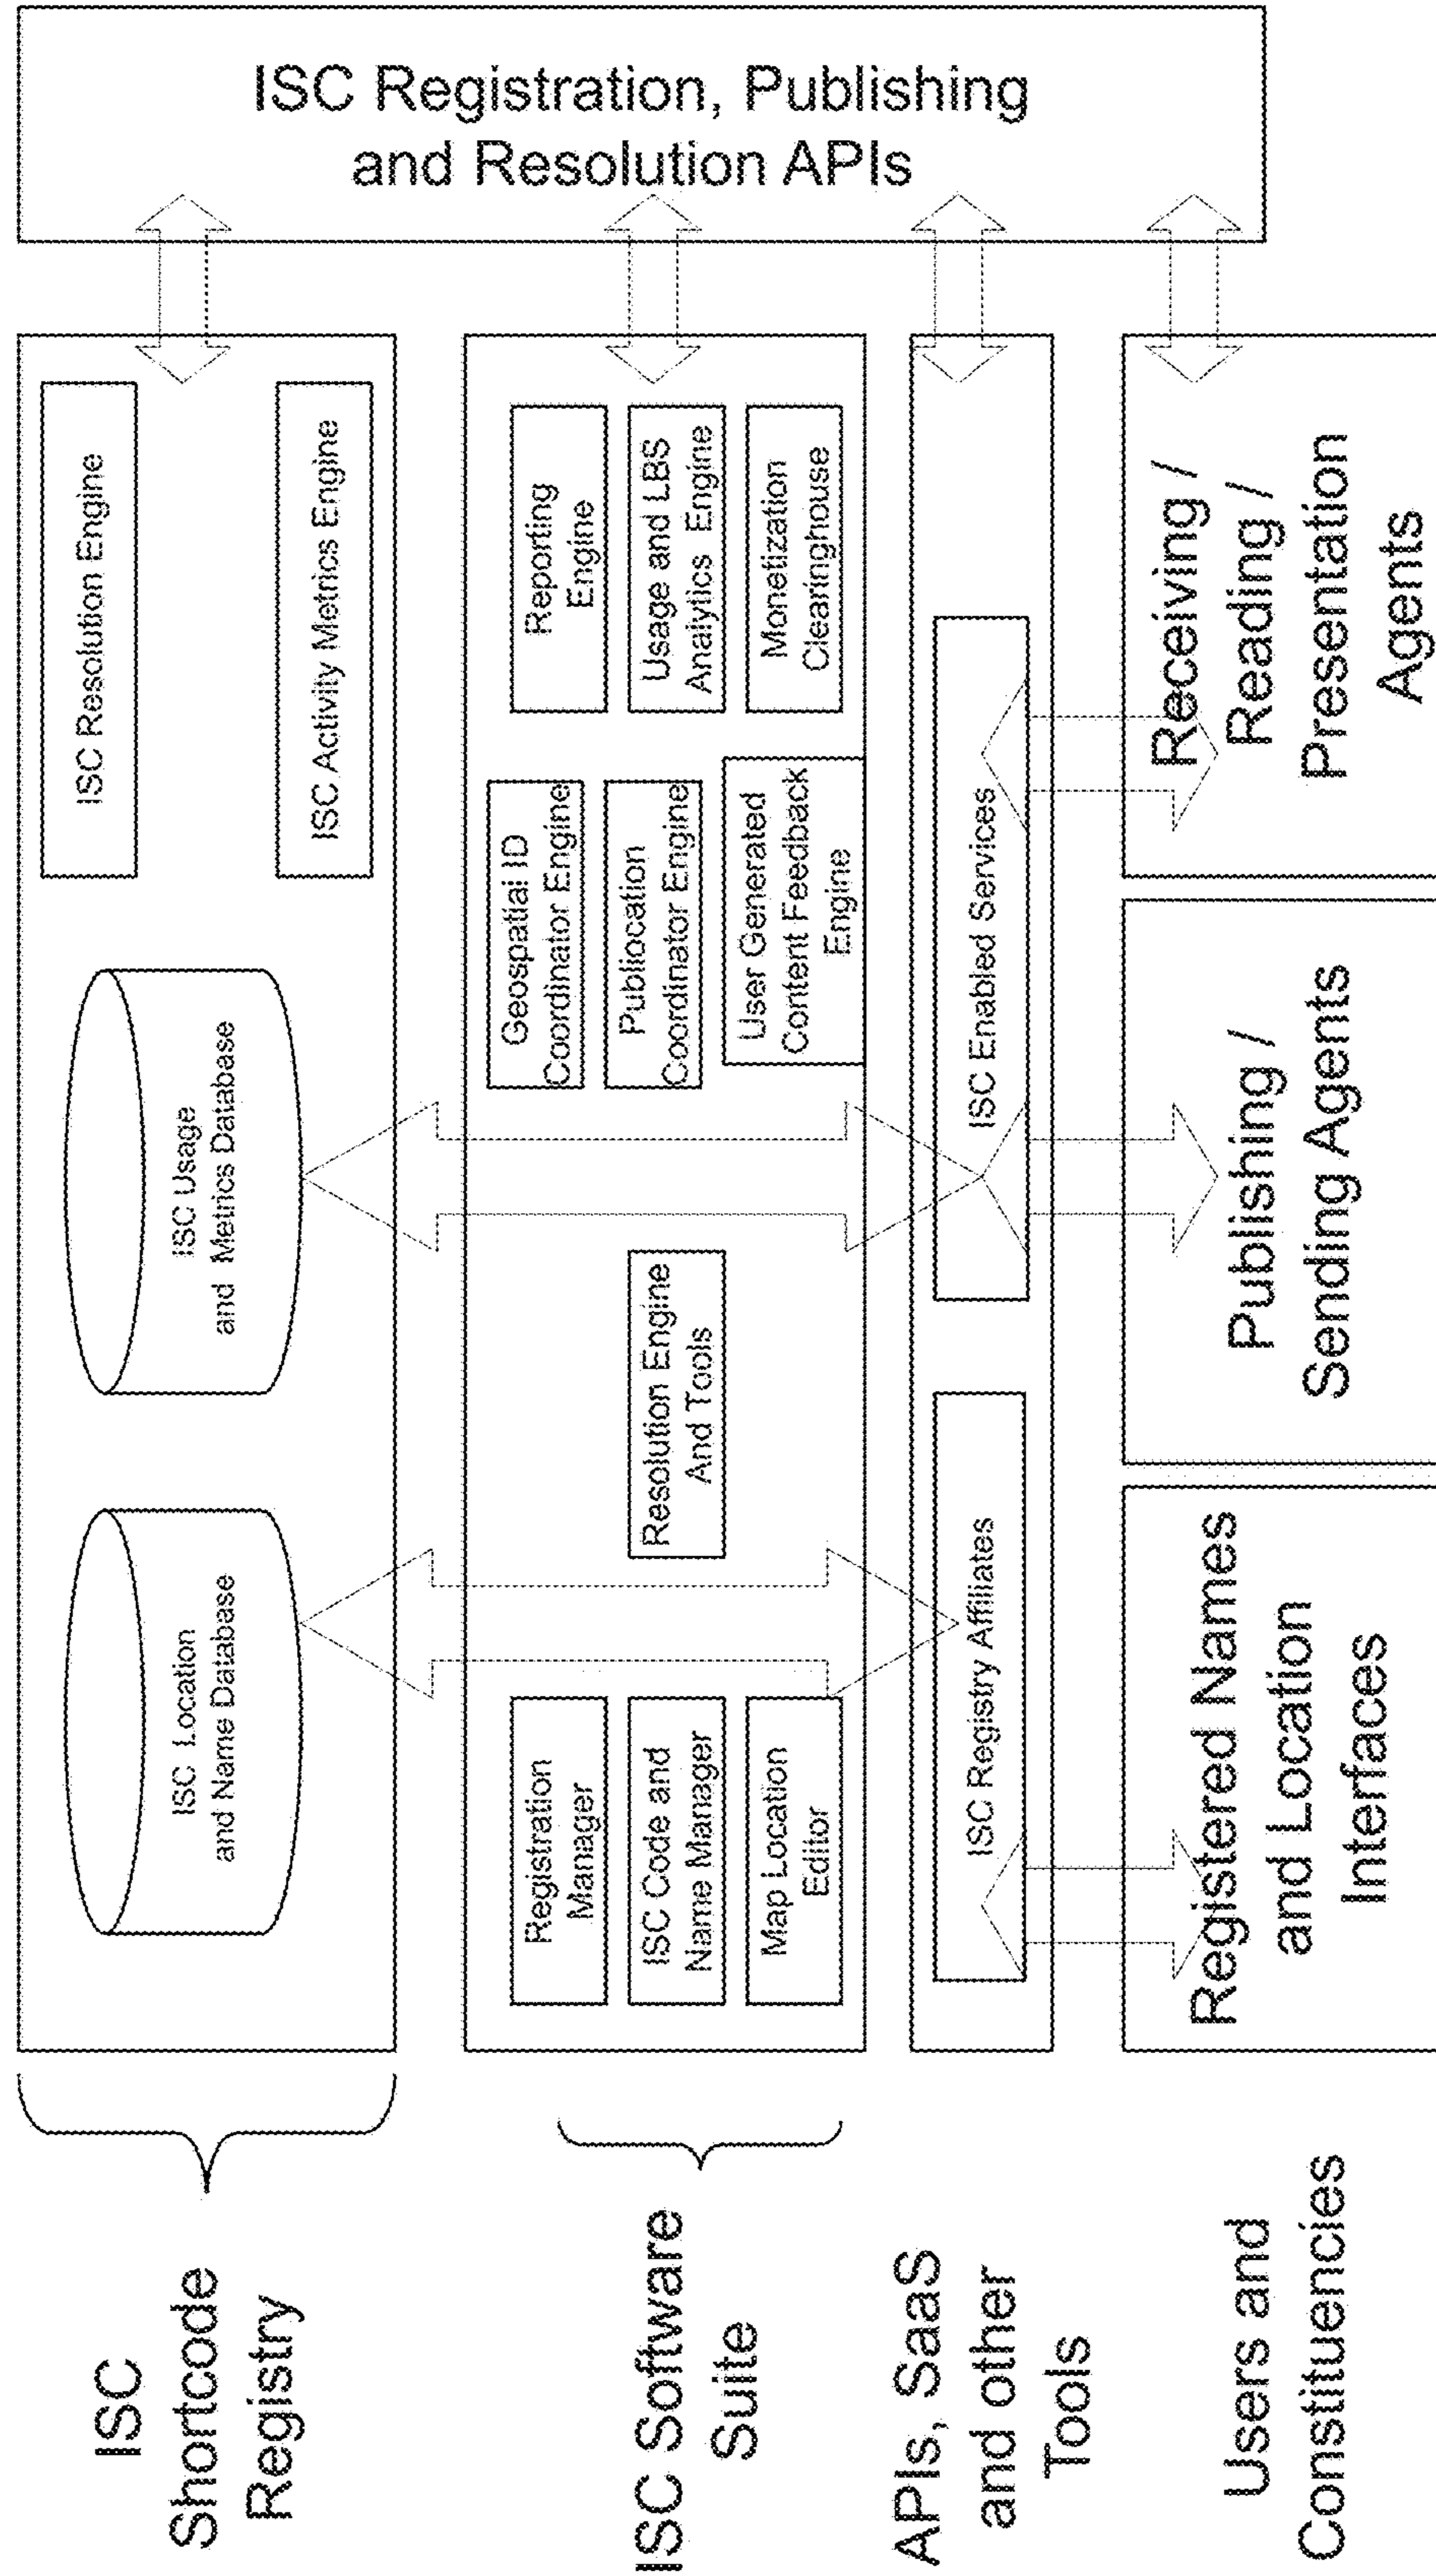 ISC
Shortcode
Registry
ISC Location
and Name Database
ISC Usage
and Metrics Database
ISC Resolution Engine
ISC Activity Metrics Engine
ISC Registration, Publishing
and Resolution APIs
ISC Software
Suite
Registration
Manager
ISC Code and
Name Manager
Map Location
Editor
Resolution Engine
And Tools
Geospatial ID
Coordinator Engine
Publiocation
Coordinator Engine
User Generated
Content Feedback
Engine
Reporting
Engine
Usage and LBS
Analytics Engine
Monetization
Clearinghouse
APIs, SaaS
and other
Tools
ISC Registry Affiliates
ISC Enabled Services
Users and
Constituencies
Registered Names
and Location
Interfaces
Publishing /
Sending Agents
Receiving /
Reading /
Presentation
Agents